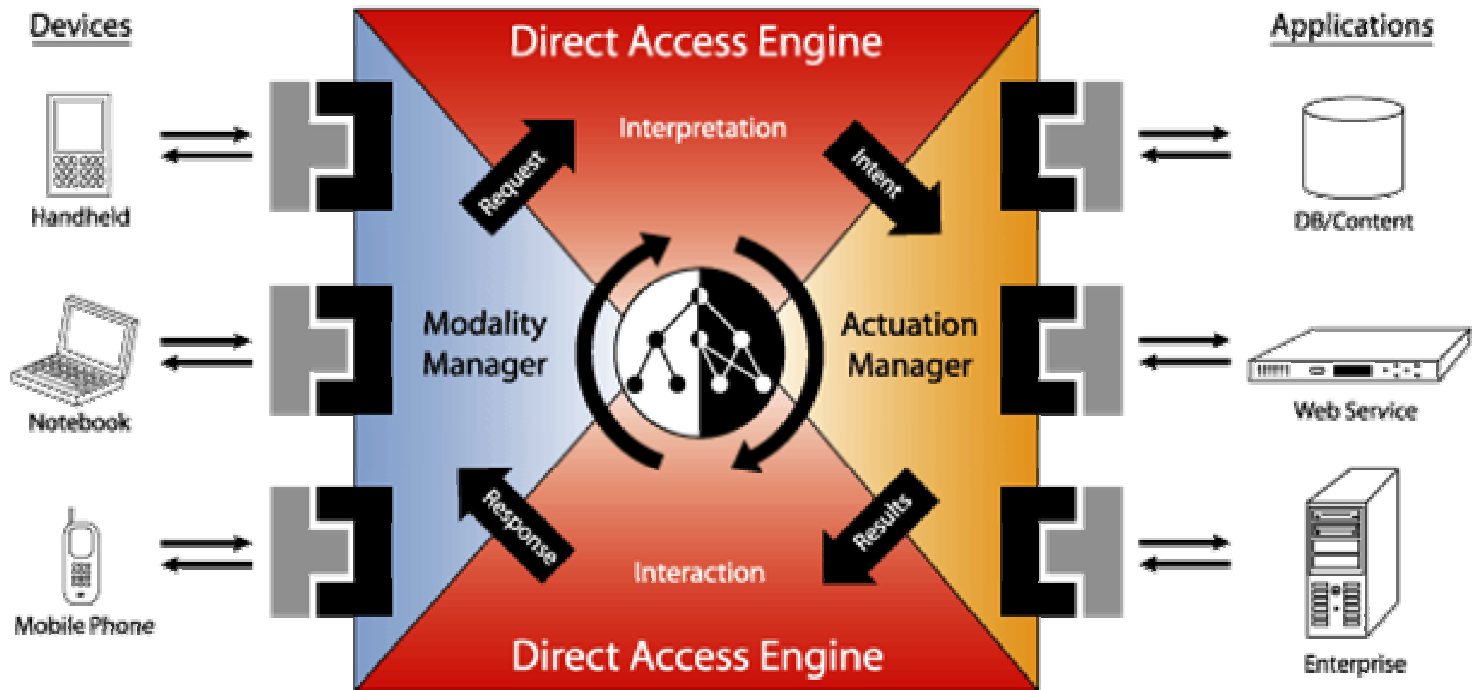 Devices
Handheld
Notebook
Mobile Phone
Direct Access Engine
Interpretation
Request
Intent
Modality
Manager
Actuation
Manager
Response
Results
Interaction
Direct Access Engine
Applications
DB/Content
Web Service
Enterprise